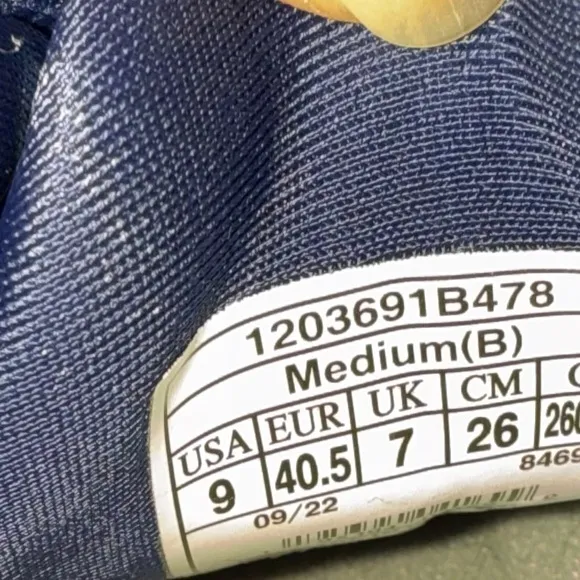 1203691B478
Medium(B)
USA EUR UK CM
9 40.5 7 26
09/22